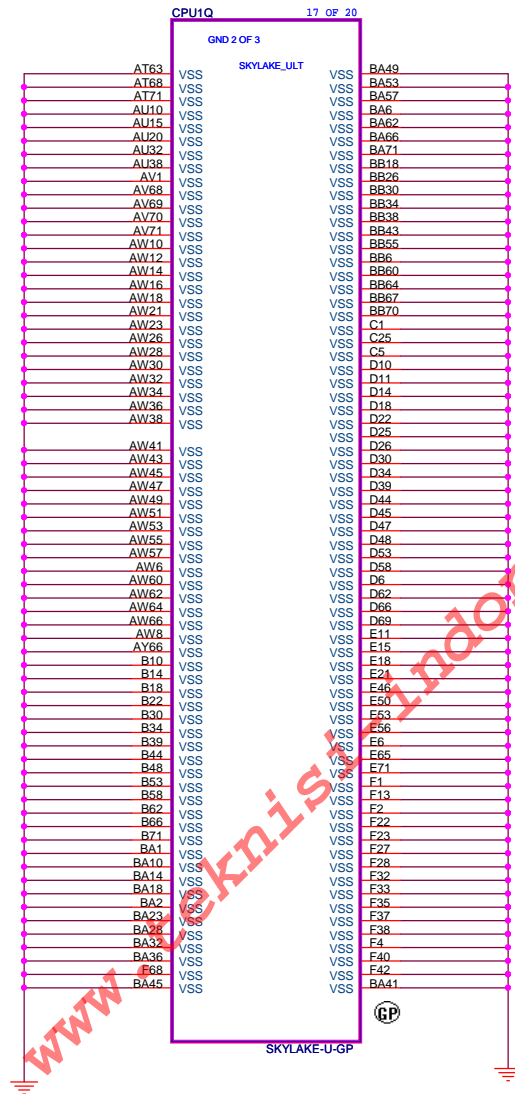 CPU1Q 17 OF 20
GND 2 OF 3
SKYLAKE_ULT
AT63 VSS VSS BA49
AT68 VSS VSS BA53
AT71 VSS VSS BA57
AU10 VSS VSS BA6
AU15 VSS VSS BA62
AU20 VSS VSS BA66
AU32 VSS VSS BA71
AU38 VSS VSS BB18
AV1 VSS VSS BB26
AV68 VSS VSS BB30
AV69 VSS VSS BB34
AV70 VSS VSS BB38
AV71 VSS VSS BB43
AW10 VSS VSS BB55
AW12 VSS VSS BB6
AW14 VSS VSS BB60
AW16 VSS VSS BB64
AW18 VSS VSS BB67
AW21 VSS VSS BB70
AW23 VSS VSS C1
AW26 VSS VSS C25
AW28 VSS VSS C5
AW30 VSS VSS D10
AW32 VSS VSS D11
AW34 VSS VSS D14
AW36 VSS VSS D18
AW38 VSS VSS D22
VSS D25
AW41 VSS VSS D26
AW43 VSS VSS D30
AW45 VSS VSS D34
AW47 VSS VSS D39
AW49 VSS VSS D44
AW51 VSS VSS D45
AW53 VSS VSS D47
AW55 VSS VSS D48
AW57 VSS VSS D53
AW6 VSS VSS D58
AW60 VSS VSS D6
AW62 VSS VSS D62
AW64 VSS VSS D66
AW66 VSS VSS D69
AW8 VSS VSS E11
AY66 VSS VSS E15
B10 VSS VSS E18
B14 VSS VSS E21
B18 VSS VSS E46
B22 VSS VSS E50
B30 VSS VSS E53
B34 VSS VSS E56
B39 VSS VSS E6
B44 VSS VSS E65
B48 VSS VSS E71
B53 VSS VSS F1
B58 VSS VSS F13
B62 VSS VSS F2
B66 VSS VSS F22
B71 VSS VSS F23
BA1 VSS VSS F27
BA10 VSS VSS F28
BA14 VSS VSS F32
BA18 VSS VSS F33
BA2 VSS VSS F35
BA23 VSS VSS F37
BA28 VSS VSS F38
BA32 VSS VSS F4
BA36 VSS VSS F40
F68 VSS VSS F42
BA45 VSS VSS BA41
GP
SKYLAKE-U-GP
www.teknisi-indo